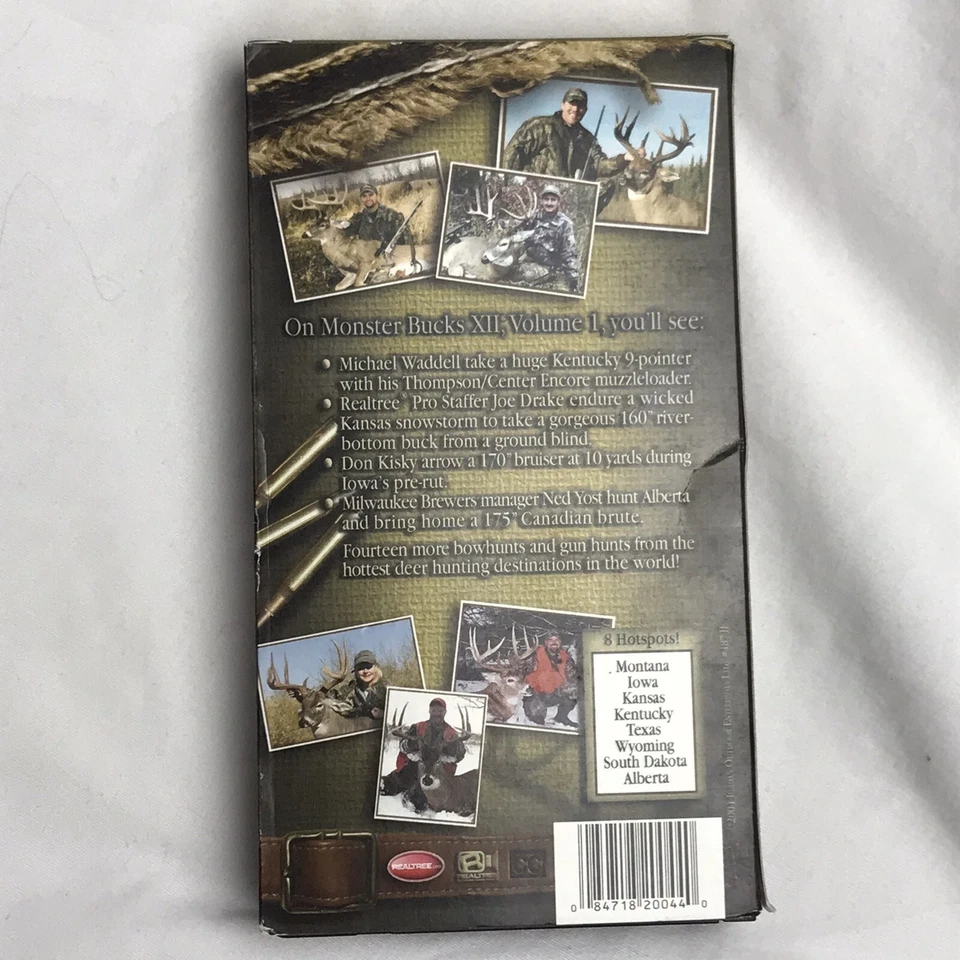 On Monster Bucks XII, Volume 1, you'll see:
• Michael Waddell take a huge Kentucky 9-pointer
with his Thompson/Center Encore muzzleloader.
• Realtree® Pro Staffer Joe Drake endure a wicked
Kansas snowstorm to take a gorgeous 160" river-
bottom buck from a ground blind.
• Don Kisky arrow a 170" bruiser at 10 yards during
Iowa's pre-rut.
• Milwaukee Brewers manager Ned Yost hunt Alberta
and bring home a 175" Canadian brute.
Fourteen more bowhunts and gun hunts from the
hottest deer hunting destinations in the world!
8 Hotspots!
Montana
Iowa
Kansas
Kentucky
Texas
Wyoming
South Dakota
Alberta
REALTREE.com
REALTREE
CC
0 84718 20044 0